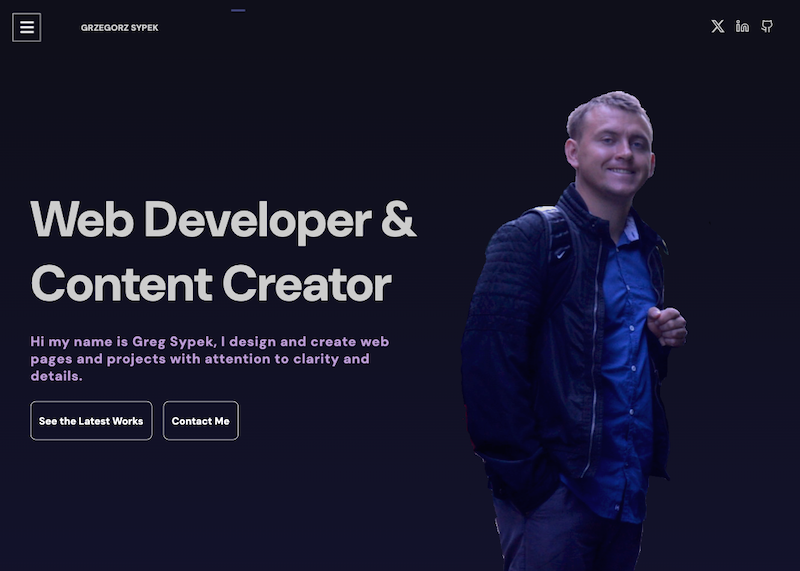 GRZEGORZ SYPEK
Web Developer &
Content Creator
Hi my name is Greg Sypek, I design and create web
pages and projects with attention to clarity and
details.
See the Latest Works
Contact Me